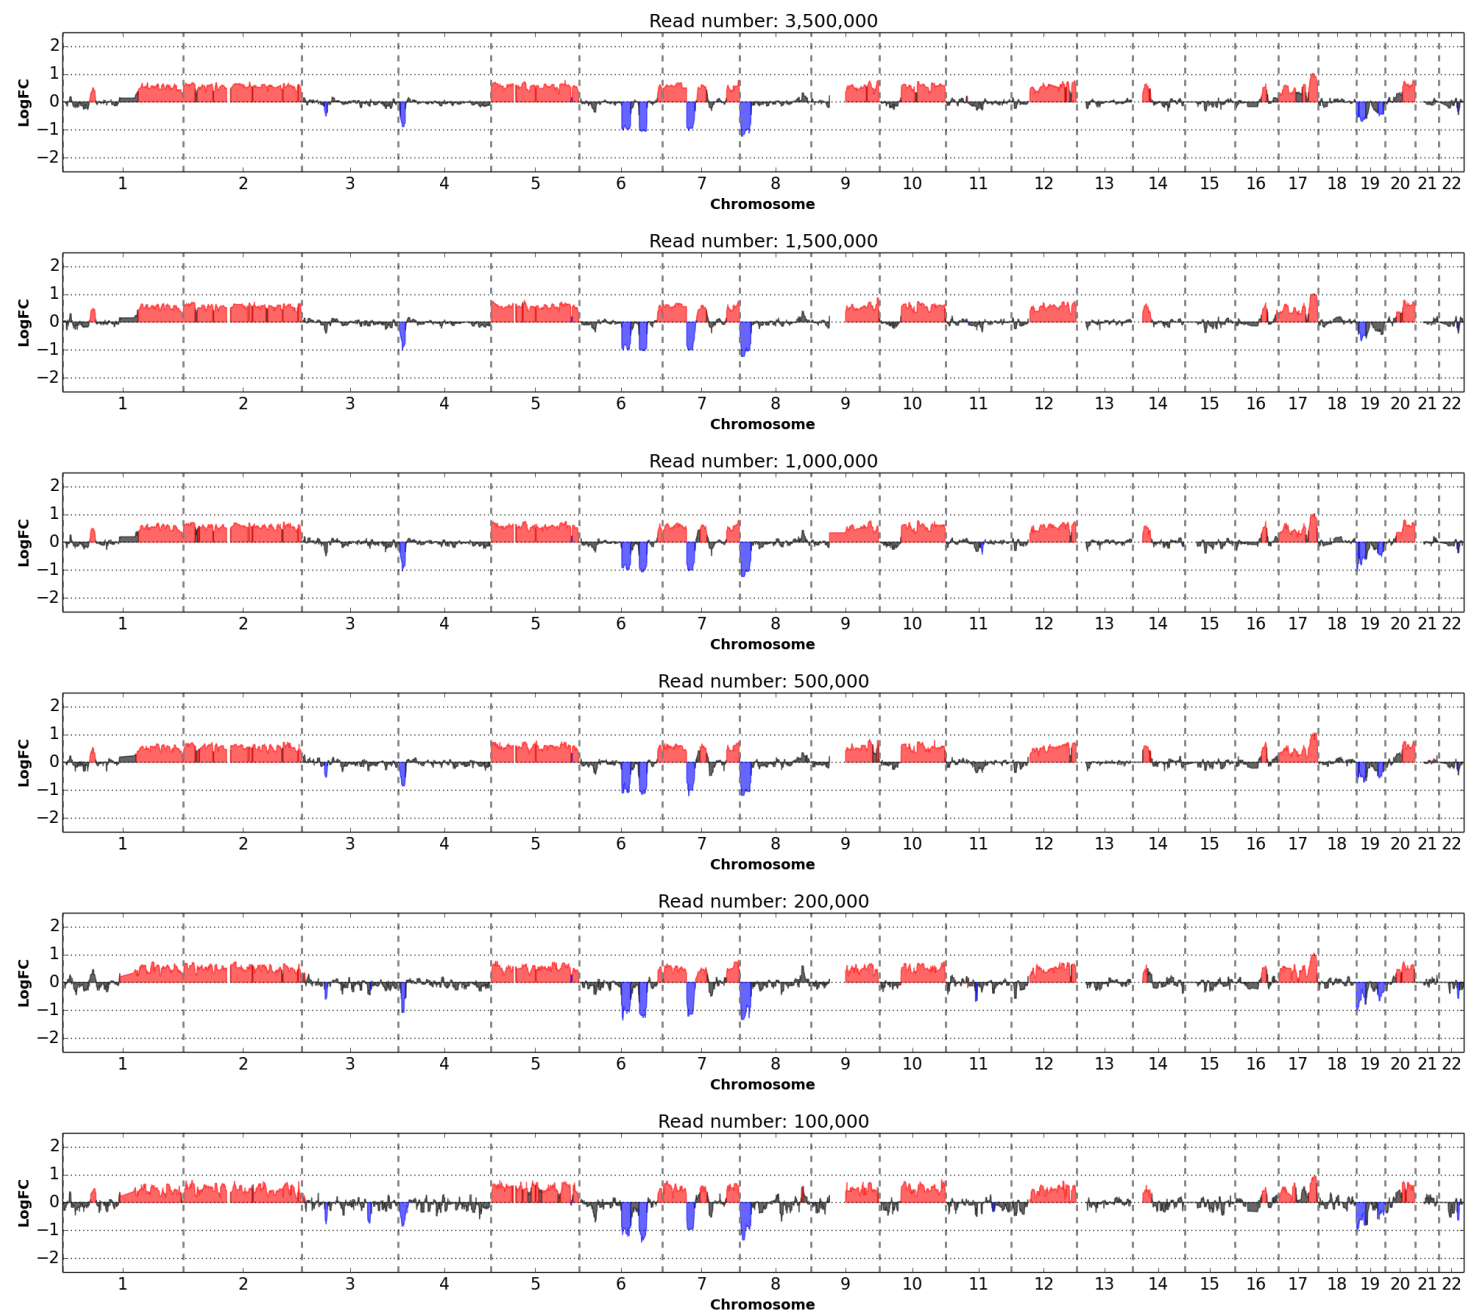 Read number: 3,500,000
LogFC
2
1
0
−1
−2
1 2 3 4 5 6 7 8 9 10 11 12 13 14 15 16 17 18 19 20 21 22
Chromosome
Read number: 1,500,000
LogFC
2
1
0
−1
−2
1 2 3 4 5 6 7 8 9 10 11 12 13 14 15 16 17 18 19 20 21 22
Chromosome
Read number: 1,000,000
LogFC
2
1
0
−1
−2
1 2 3 4 5 6 7 8 9 10 11 12 13 14 15 16 17 18 19 20 21 22
Chromosome
Read number: 500,000
LogFC
2
1
0
−1
−2
1 2 3 4 5 6 7 8 9 10 11 12 13 14 15 16 17 18 19 20 21 22
Chromosome
Read number: 200,000
LogFC
2
1
0
−1
−2
1 2 3 4 5 6 7 8 9 10 11 12 13 14 15 16 17 18 19 20 21 22
Chromosome
Read number: 100,000
LogFC
2
1
0
−1
−2
1 2 3 4 5 6 7 8 9 10 11 12 13 14 15 16 17 18 19 20 21 22
Chromosome